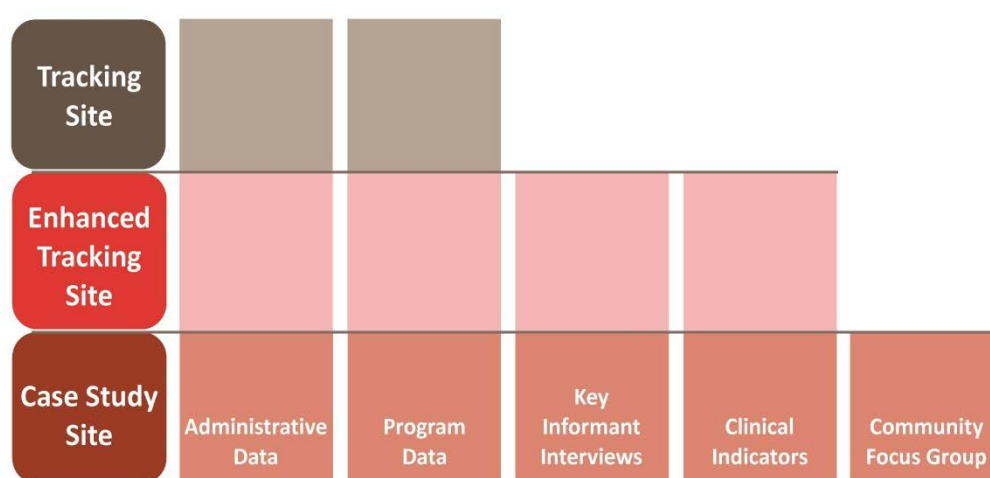 Tracking
Site
Enhanced
Tracking
Site
Case Study
Site
Administrative
Data
Program
Data
Key
Informant
Interviews
Clinical
Indicators
Community
Focus Group